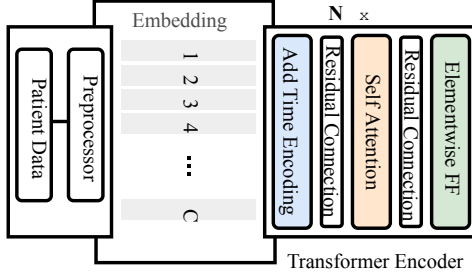 Patient Data
Preprocessor
Embedding
1
2
3
4
...
C
N x
Add Time Encoding
Residual Connection
Self Attention
Residual Connection
Elementwise FF
Transformer Encoder